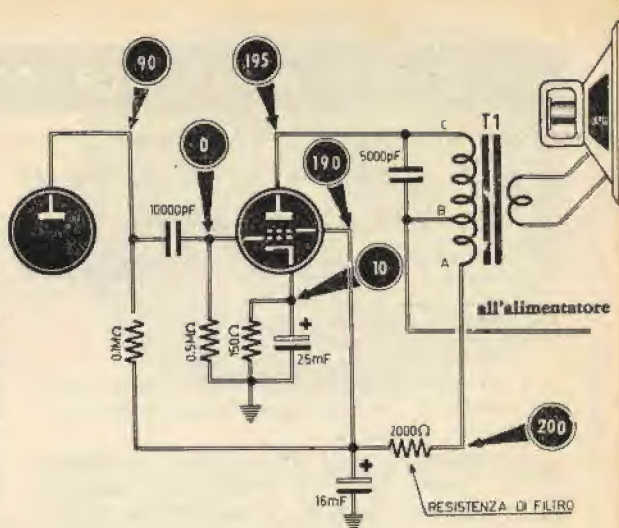 90
195
0
190
10
200
C
T1
B
A
5000pF
10000pF
all'alimentatore
0.1MΩ
0.5MΩ
150Ω
25mF
2000Ω
16mF
RESISTENZA DI FILTRO